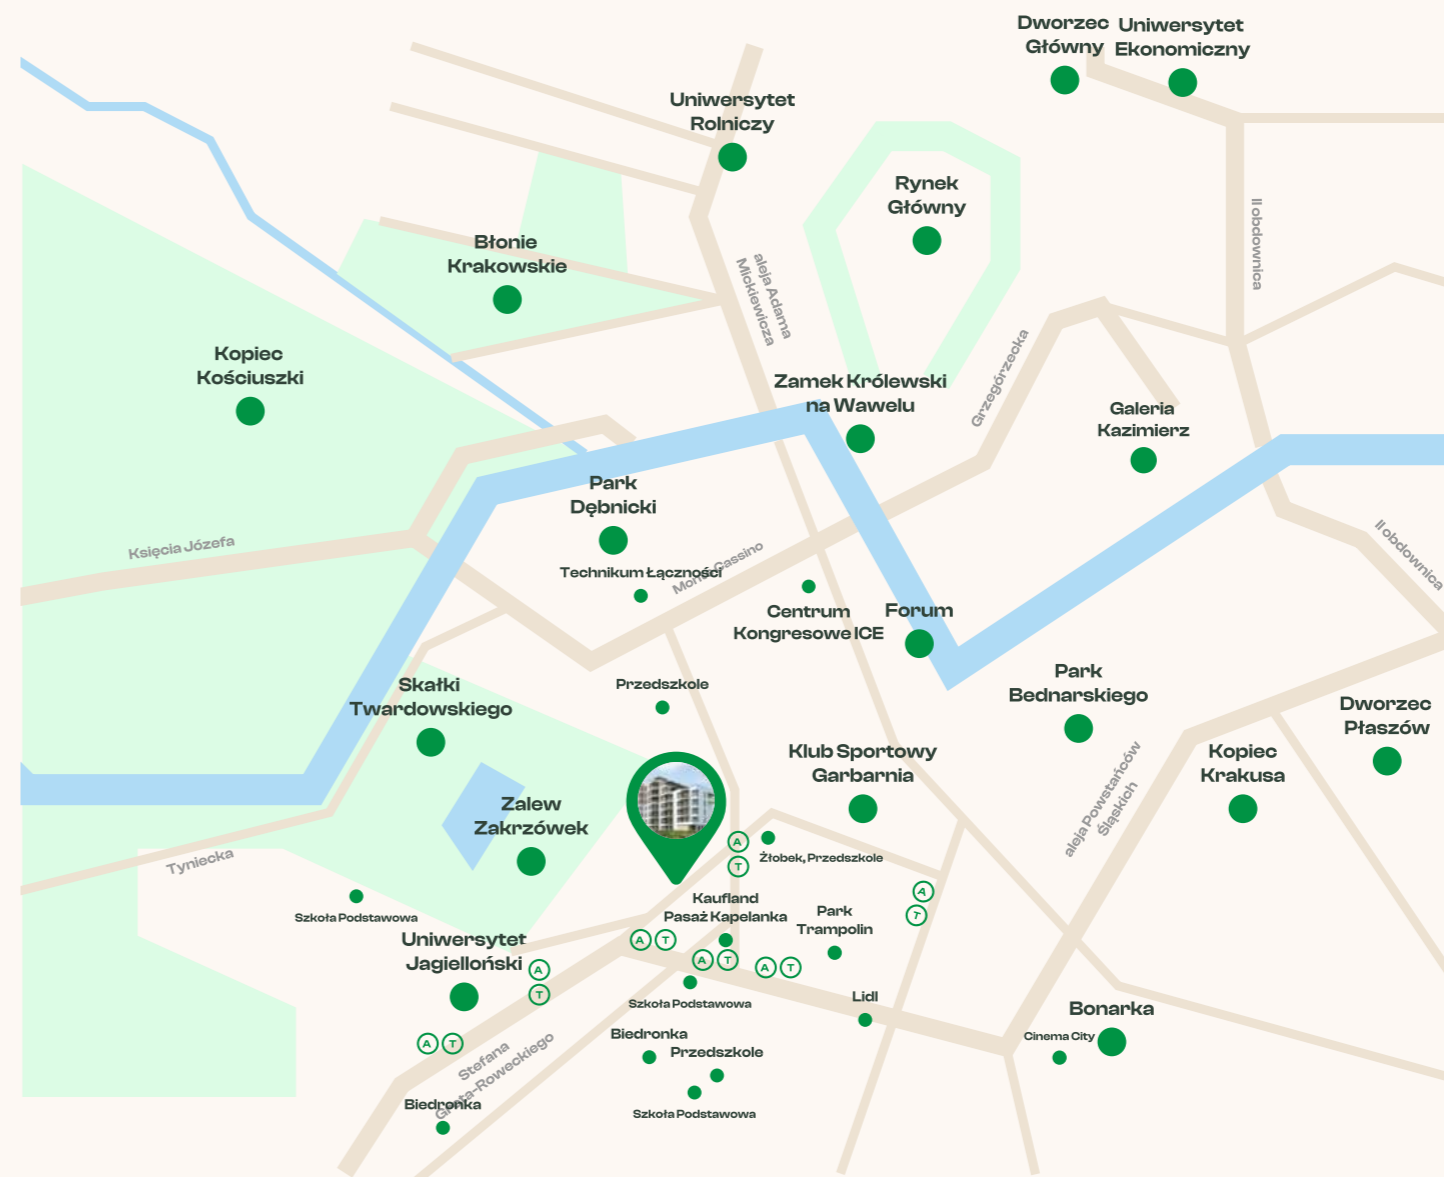 Dworzec
Główny
Uniwersytet
Ekonomiczny
Uniwersytet
Rolniczy
Rynek
Główny
II obdownica
Błonie
Krakowskie
aleja Adama
Mickiewicza
Kopiec
Kościuszki
Zamek Królewski
na Wawelu
Grzegórzecka
Galeria
Kazimierz
Park
Dębnicki
Księcia Józefa
II obdownica
Technikum Łączności
Monte Cassino
Centrum
Kongresowe ICE
Forum
Park
Bednarskiego
Przedszkole
Skałki
Twardowskiego
Dworzec
Płaszów
Klub Sportowy
Garbarnia
Kopiec
Krakusa
aleja Powstańców
Śląskich
Zalew
Zakrzówek
A
T
Żłobek, Przedszkole
Tyniecka
A
T
Szkoła Podstawowa
Kaufland
Pasaż Kapelanka
Park
Trampolin
Uniwersytet
Jagielloński
A T
A T
A T
A
T
Szkoła Podstawowa
Lidl
Bonarka
Biedronka
Cinema City
A T
Przedszkole
Stefana
Grota-Roweckiego
Biedronka
Szkoła Podstawowa